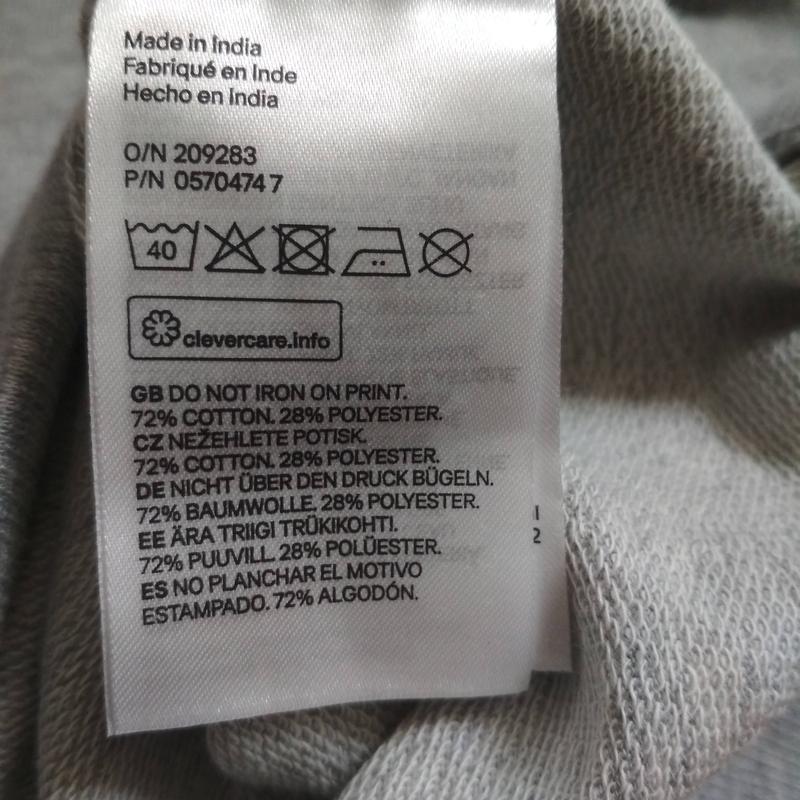 Made in India
Fabriqué en Inde
Hecho en India
O/N 209283
P/N 0570474 7
40
clevercare.info
GB DO NOT IRON ON PRINT.
72% COTTON. 28% POLYESTER.
CZ NEŽEHLETE POTISK.
72% COTTON. 28% POLYESTER.
DE NICHT ÜBER DEN DRUCK BÜGELN.
72% BAUMWOLLE. 28% POLYESTER.
EE ÄRA TRIIGI TRÜKIKOHTI.
72% PUUVILL. 28% POLÜESTER.
ES NO PLANCHAR EL MOTIVO
ESTAMPADO. 72% ALGODÓN.
2